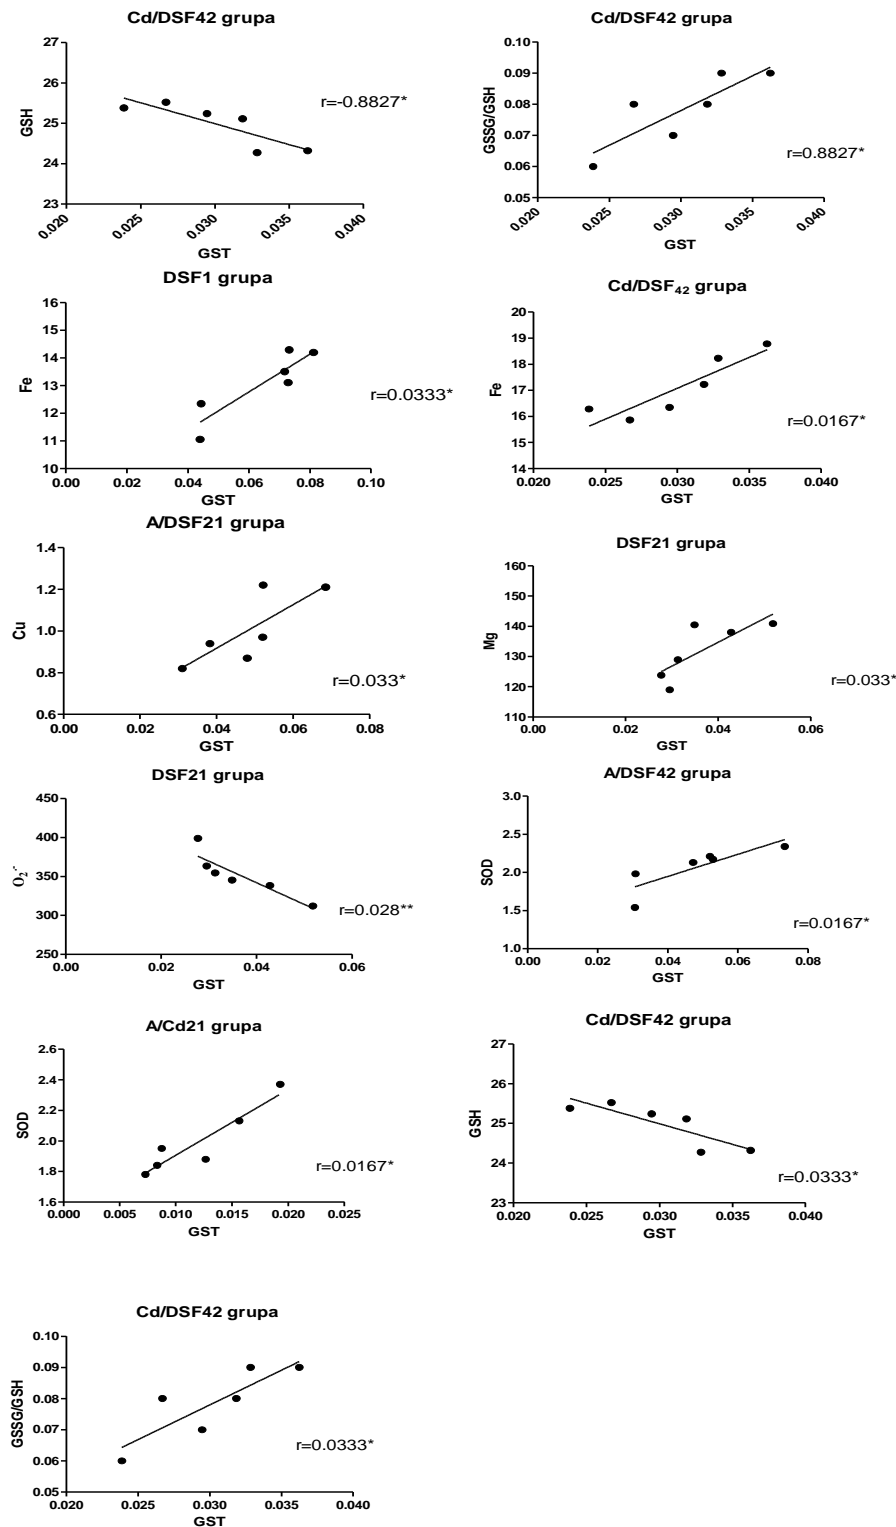 Cd/DSF42 grupa
27
26
25
24
23
GSH
r=-0.8827*
0.020
0.025
0.030
0.035
0.040
GST
Cd/DSF42 grupa
0.10
0.09
0.08
0.07
0.06
0.05
GSSG/GSH
r=0.8827*
0.020
0.025
0.030
0.035
0.040
GST
DSF1 grupa
16
15
14
13
12
11
10
Fe
r=0.0333*
0.00 0.02 0.04 0.06 0.08 0.10
GST
Cd/DSF₄₂ grupa
20
19
18
17
16
15
14
Fe
r=0.0167*
0.020 0.025 0.030 0.035 0.040
GST
A/DSF21 grupa
1.4
1.2
1.0
0.8
0.6
Cu
r=0.033*
0.00 0.02 0.04 0.06 0.08
GST
DSF21 grupa
160
150
140
130
120
110
Mg
r=0.033*
0.00 0.02 0.04 0.06
GST
DSF21 grupa
450
400
350
300
250
O₂·⁻
r=0.028**
0.00 0.02 0.04 0.06
GST
A/DSF42 grupa
3.0
2.5
2.0
1.5
1.0
SOD
r=0.0167*
0.00 0.02 0.04 0.06 0.08
GST
A/Cd21 grupa
2.6
2.4
2.2
2.0
1.8
1.6
SOD
r=0.0167*
0.000 0.005 0.010 0.015 0.020 0.025
GST
Cd/DSF42 grupa
27
26
25
24
23
GSH
r=0.0333*
0.020 0.025 0.030 0.035 0.040
GST
Cd/DSF42 grupa
0.10
0.09
0.08
0.07
0.06
0.05
GSSG/GSH
r=0.0333*
0.020 0.025 0.030 0.035 0.040
GST